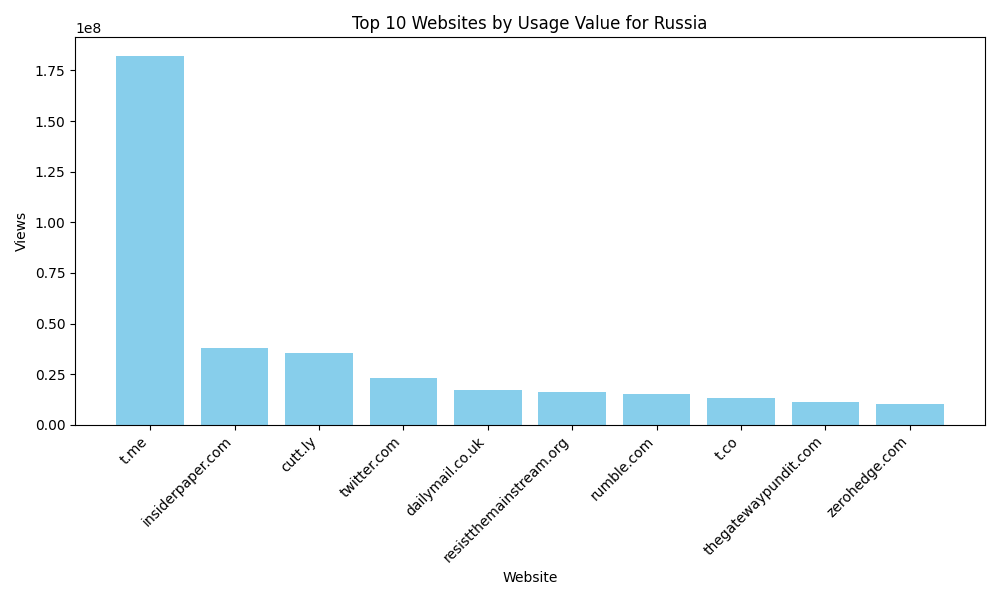 Top 10 Websites by Usage Value for Russia
1e8
1.75
1.50
1.25
1.00
0.75
0.50
0.25
0.00
Views
t.me
insiderpaper.com
cutt.ly
twitter.com
dailymail.co.uk
resistthemainstream.org
rumble.com
t.co
thegatewaypundit.com
zerohedge.com
Website